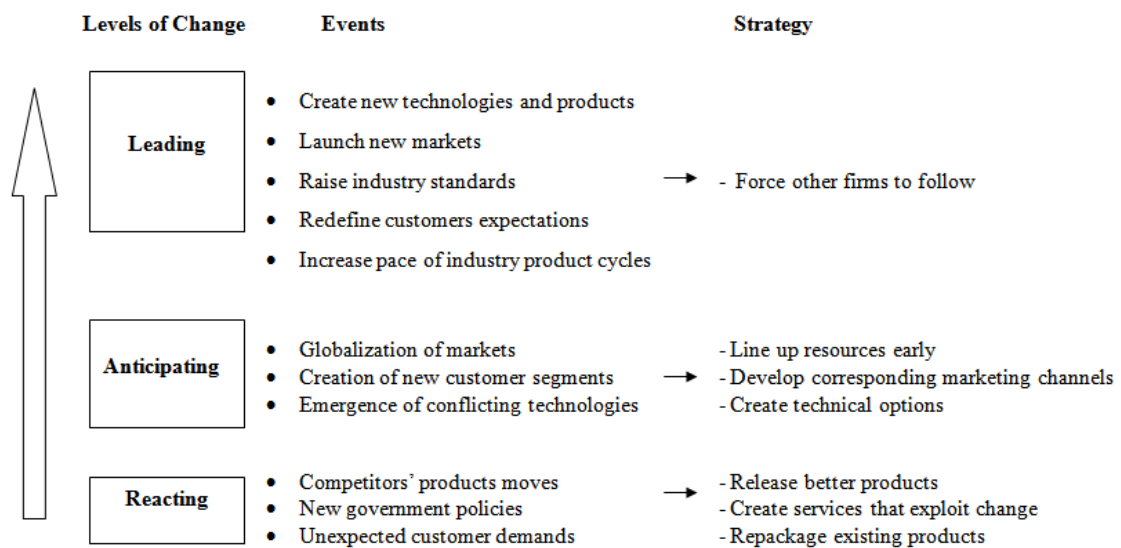 Levels of Change Events Strategy
Leading
• Create new technologies and products
• Launch new markets
• Raise industry standards
- Force other firms to follow
• Redefine customers expectations
• Increase pace of industry product cycles
Anticipating
• Globalization of markets
• Creation of new customer segments
• Emergence of conflicting technologies
- Line up resources early
- Develop corresponding marketing channels
- Create technical options
Reacting
• Competitors' products moves
• New government policies
• Unexpected customer demands
- Release better products
- Create services that exploit change
- Repackage existing products